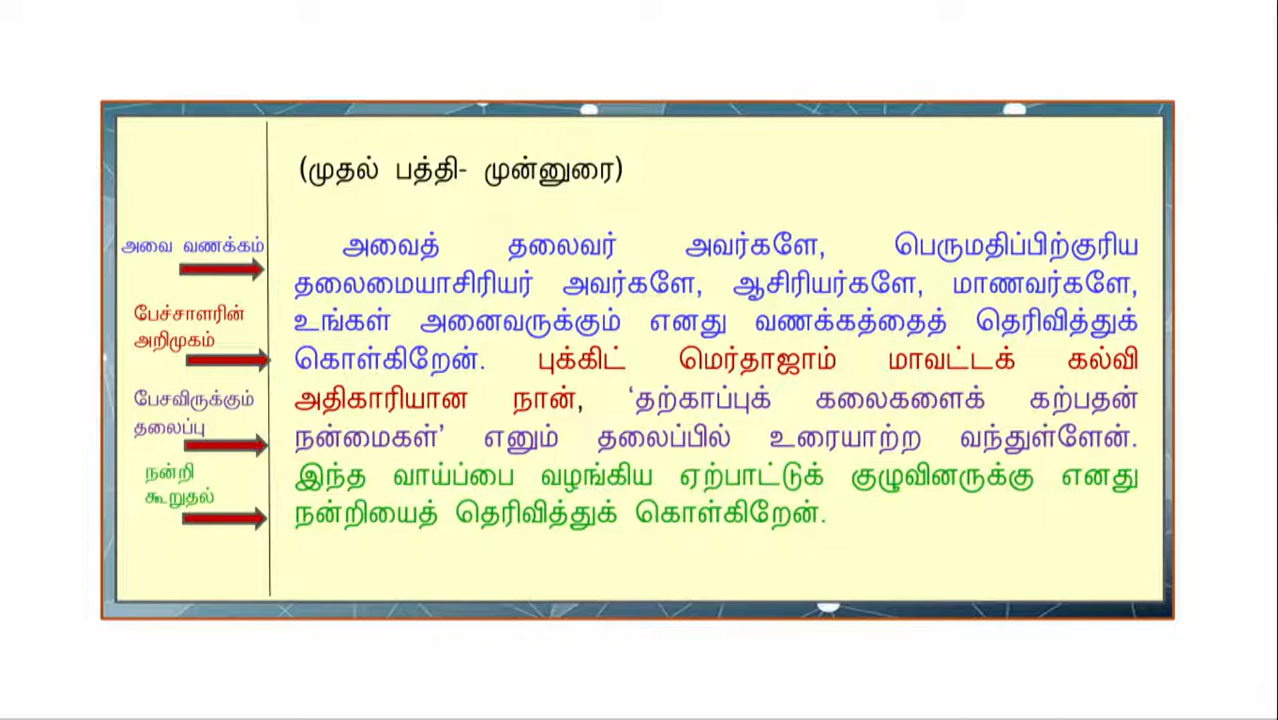 (முதல் பத்தி- முன்னுரை)
அவை வணக்கம்
பேச்சாளரின்
அறிமுகம்
பேசவிருக்கும்
தலைப்பு
நன்றி
கூறுதல்
அவைத் தலைவர் அவர்களே, பெருமதிப்பிற்குரிய
தலைமையாசிரியர் அவர்களே, ஆசிரியர்களே, மாணவர்களே,
உங்கள் அனைவருக்கும் எனது வணக்கத்தைத் தெரிவித்துக்
கொள்கிறேன். புக்கிட் மெர்தாஜாம் மாவட்டக் கல்வி
அதிகாரியான நான், ‘தற்காப்புக் கலைகளைக் கற்பதன்
நன்மைகள்’ எனும் தலைப்பில் உரையாற்ற வந்துள்ளேன்.
இந்த வாய்ப்பை வழங்கிய ஏற்பாட்டுக் குழுவினருக்கு எனது
நன்றியைத் தெரிவித்துக் கொள்கிறேன்.